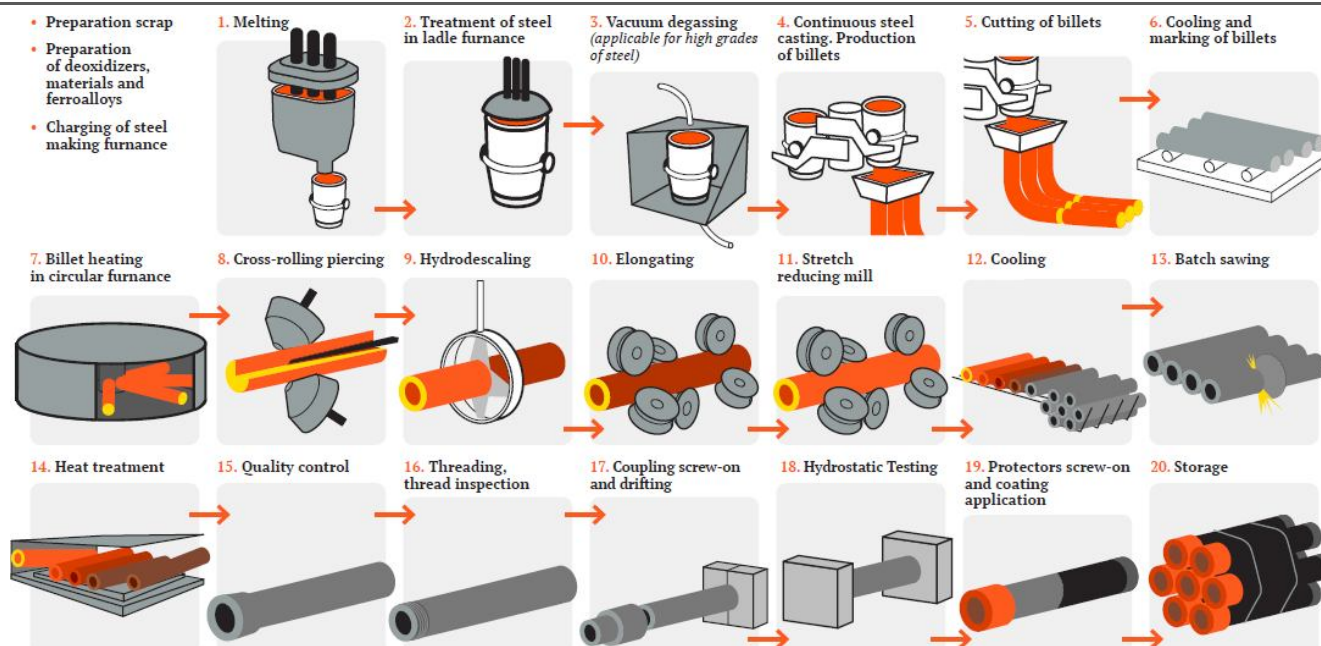 • Preparation scrap
• Preparation
of deoxidizers,
materials and
ferroalloys
• Charging of steel
making furnance
1. Melting
2. Treatment of steel
in ladle furnance
3. Vacuum degassing
(applicable for high grades
of steel)
4. Continuous steel
casting. Production
of billets
5. Cutting of billets
6. Cooling and
marking of billets
7. Billet heating
in circular furnance
8. Cross-rolling piercing
9. Hydrodescaling
10. Elongating
11. Stretch
reducing mill
12. Cooling
13. Batch sawing
14. Heat treatment
15. Quality control
16. Threading,
thread inspection
17. Coupling screw-on
and drifting
18. Hydrostatic Testing
19. Protectors screw-on
and coating
application
20. Storage